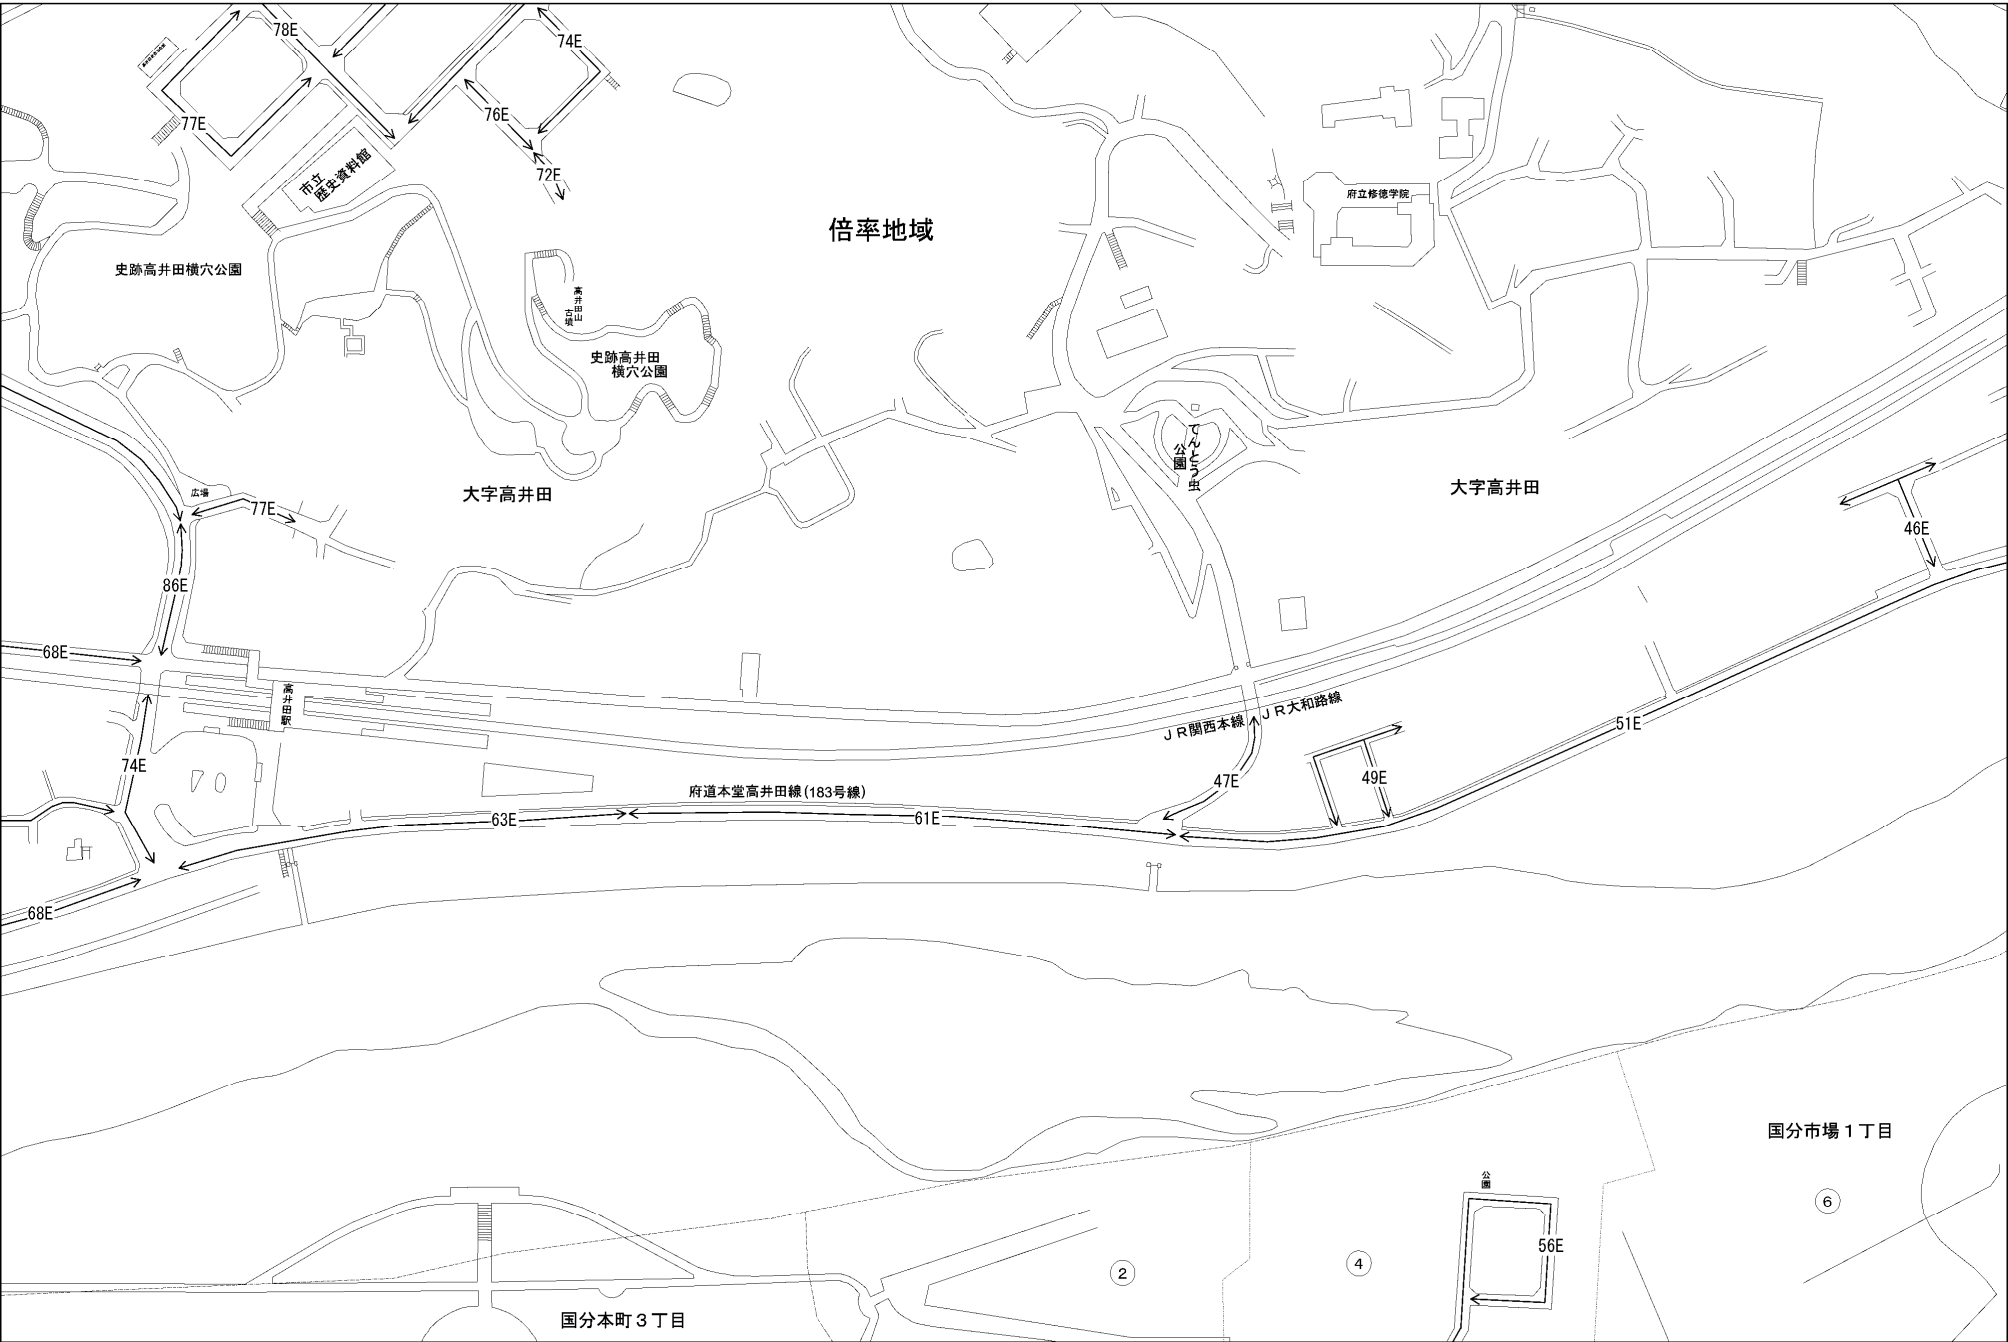 78E
74E
77E
76E
72E
市立
歴史資料館
倍率地域
府立修徳学院
史跡高井田横穴公園
高井田山
古墳
史跡高井田
横穴公園
てんとう虫
公園
大字高井田
大字高井田
広場
77E
46E
86E
68E
高井田駅
JR関西本線
JR大和路線
51E
74E
47E
49E
府道本堂高井田線(183号線)
63E
61E
68E
国分市場1丁目
公園
6
56E
2
4
国分本町3丁目